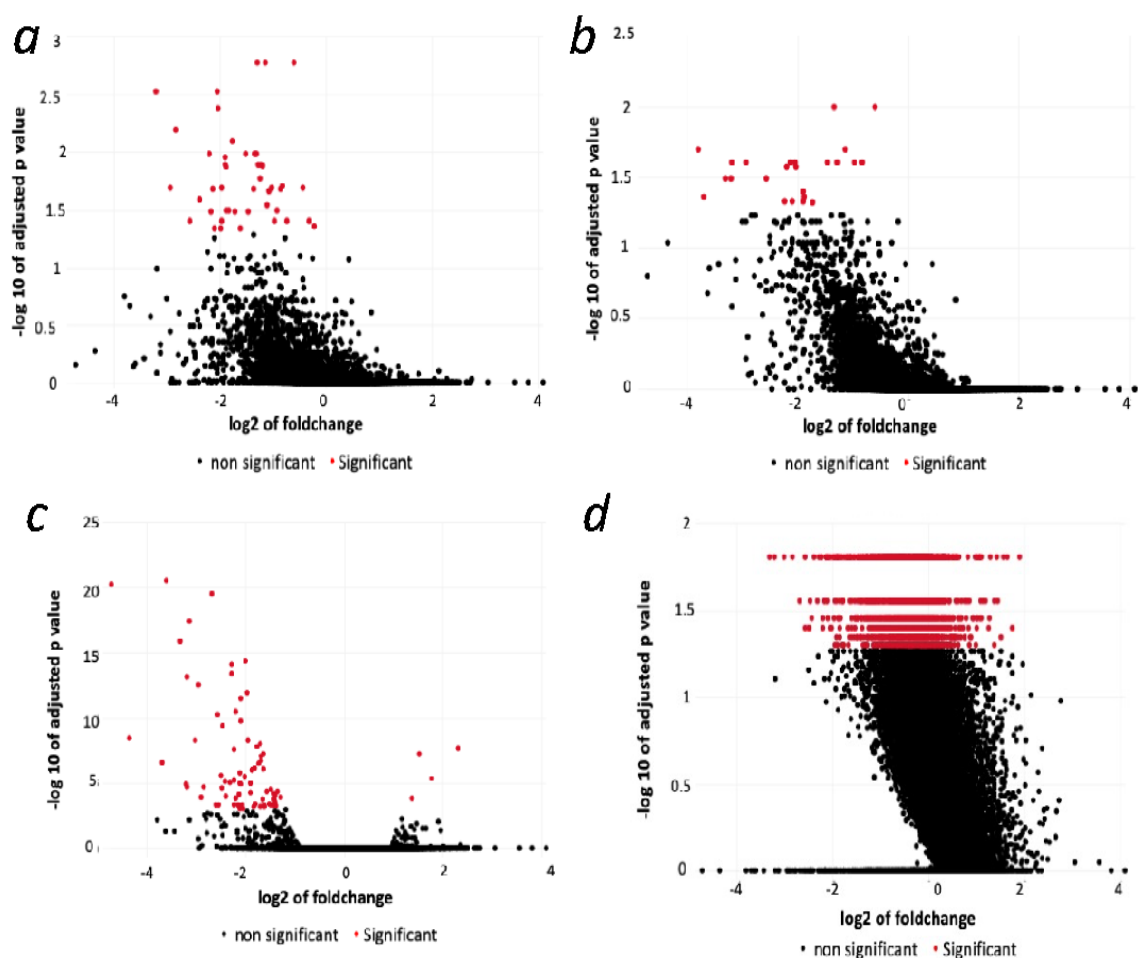 a
3
2.5
2
1.5
1
0.5
0
-log 10 of adjusted p value
-4
-2
0
2
4
log2 of foldchange
non significant
Significant
b
2.5
2
1.5
1
0.5
0
-log 10 of adjusted p value
-4
-2
0
2
4
log2 of foldchange
non significant
Significant
c
25
20
15
10
5
0
-log 10 of adjusted p value
-4
-2
0
2
4
log2 of foldchange
non significant
Significant
d
2
1.5
1
0.5
0
-log 10 of adjusted p value
-4
-2
0
2
4
log2 of foldchange
non significant
Significant